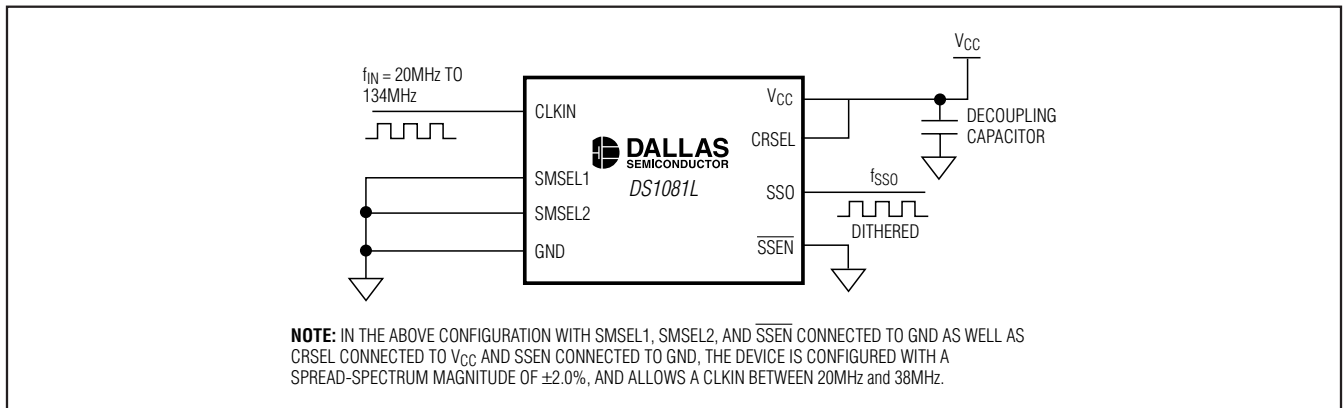 V_CC
f_IN = 20MHz TO
134MHz
CLKIN
SMSEL1
SMSEL2
GND
DALLAS
SEMICONDUCTOR
DS1081L
V_CC
CRSEL
SSO
S̅S̅E̅N̅
DECOUPLING
CAPACITOR
f_SSO
DITHERED
NOTE: IN THE ABOVE CONFIGURATION WITH SMSEL1, SMSEL2, AND S̅S̅E̅N̅ CONNECTED TO GND AS WELL AS
CRSEL CONNECTED TO V_CC AND SSEN CONNECTED TO GND, THE DEVICE IS CONFIGURED WITH A
SPREAD-SPECTRUM MAGNITUDE OF ±2.0%, AND ALLOWS A CLKIN BETWEEN 20MHz and 38MHz.